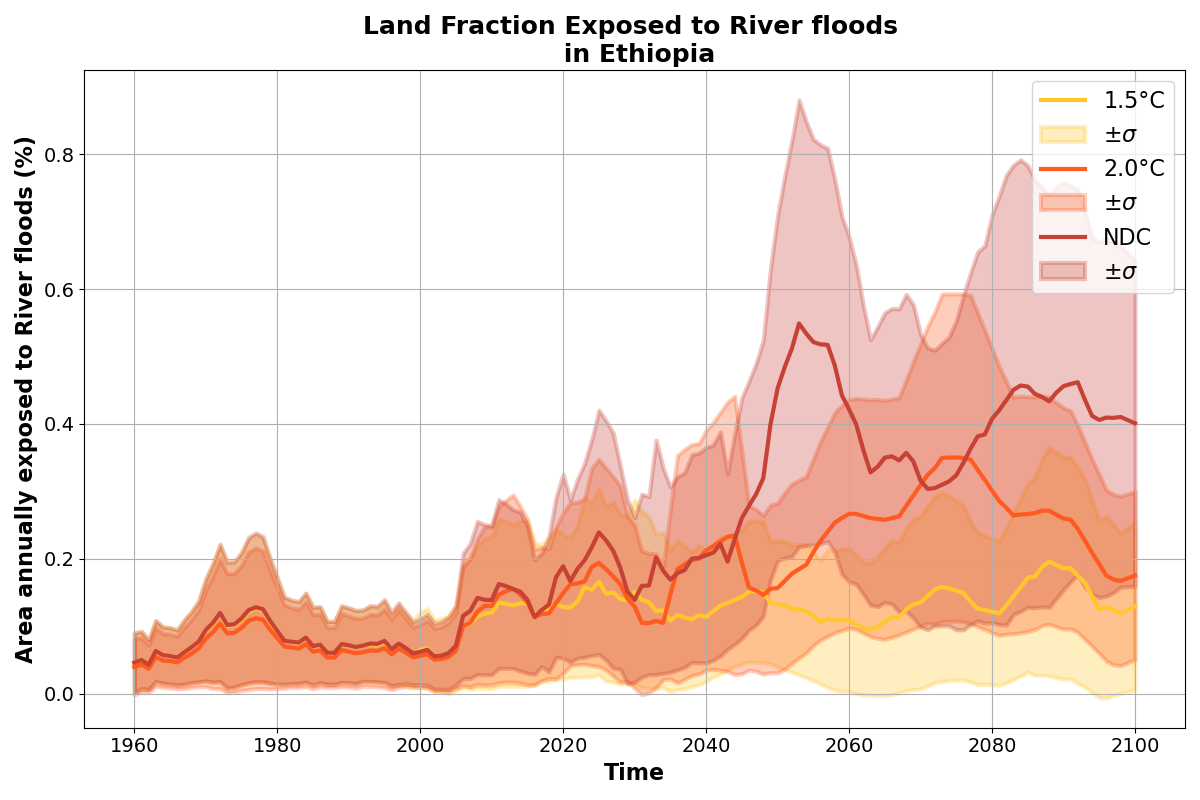 Land Fraction Exposed to River floods
in Ethiopia
Area annually exposed to River floods (%)
0.8
0.6
0.4
0.2
0.0
1.5°C
±σ
2.0°C
±σ
NDC
±σ
1960 1980 2000 2020 2040 2060 2080 2100
Time